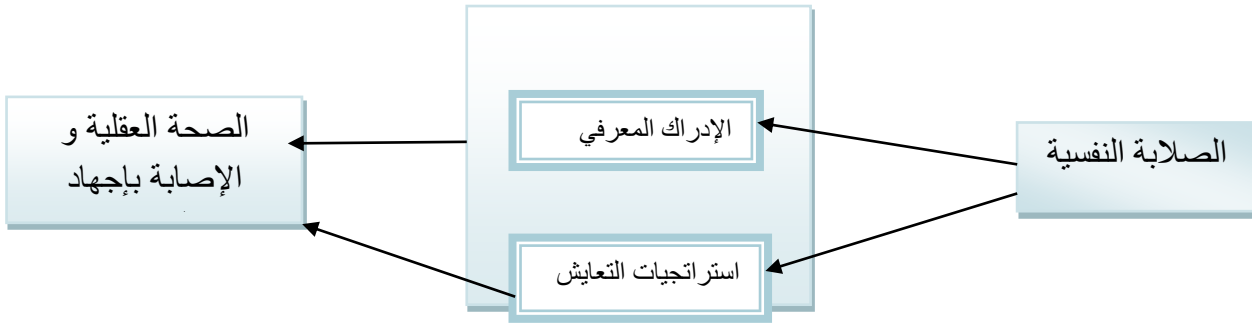 الصلابة النفسية
الإدراك المعرفي
استراتجيات التعايش
الصحة العقلية و
الإصابة بإجهاد